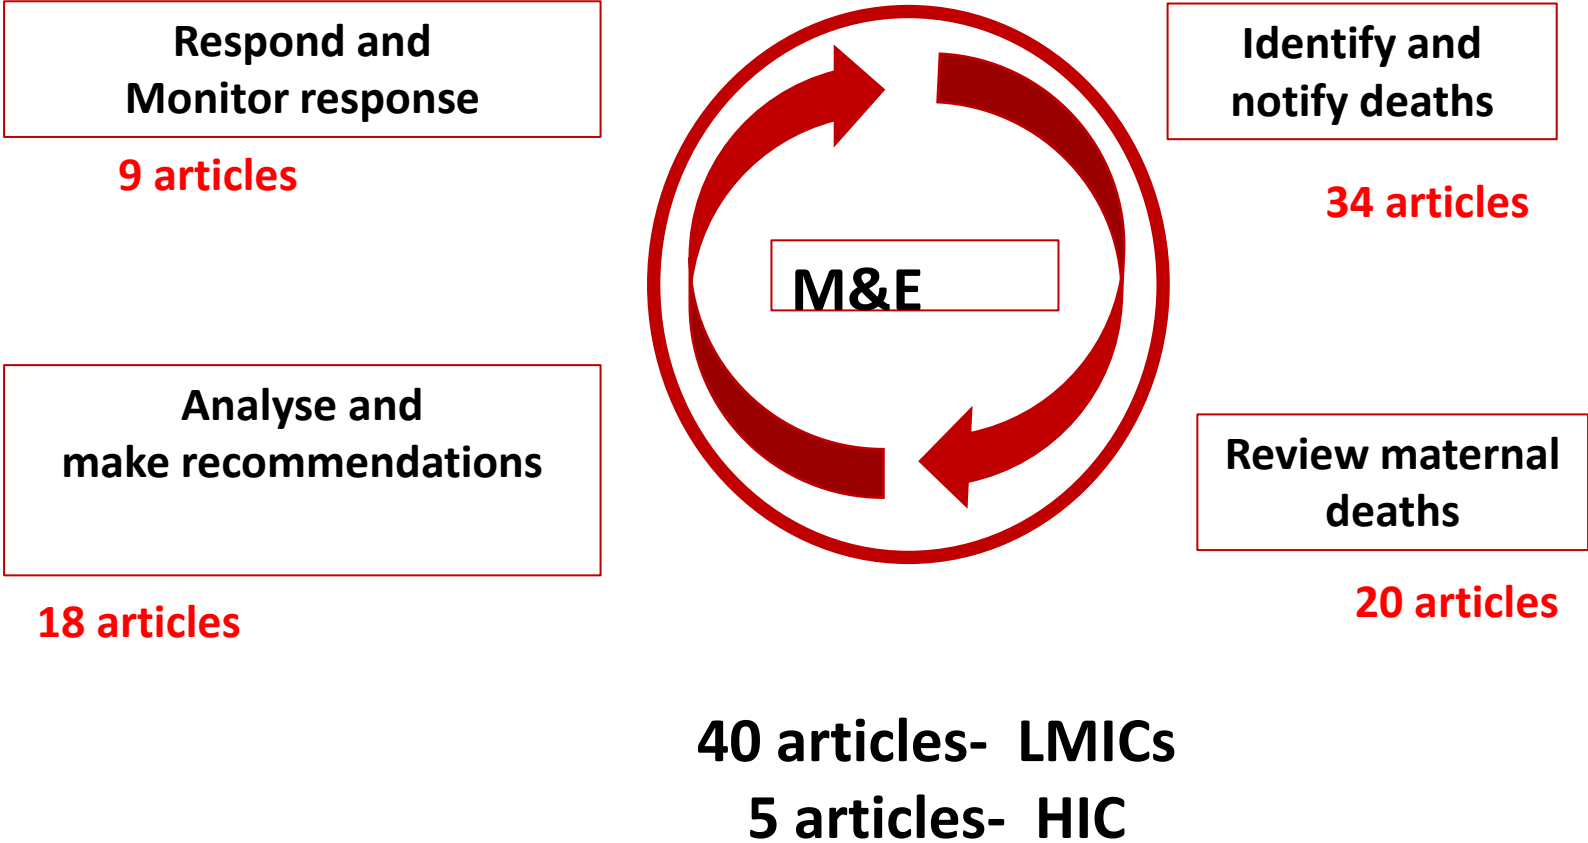 Respond and
Monitor response
9 articles
Identify and
notify deaths
34 articles
M&E
Analyse and
make recommendations
18 articles
Review maternal
deaths
20 articles
40 articles-  LMICs
5 articles-  HIC